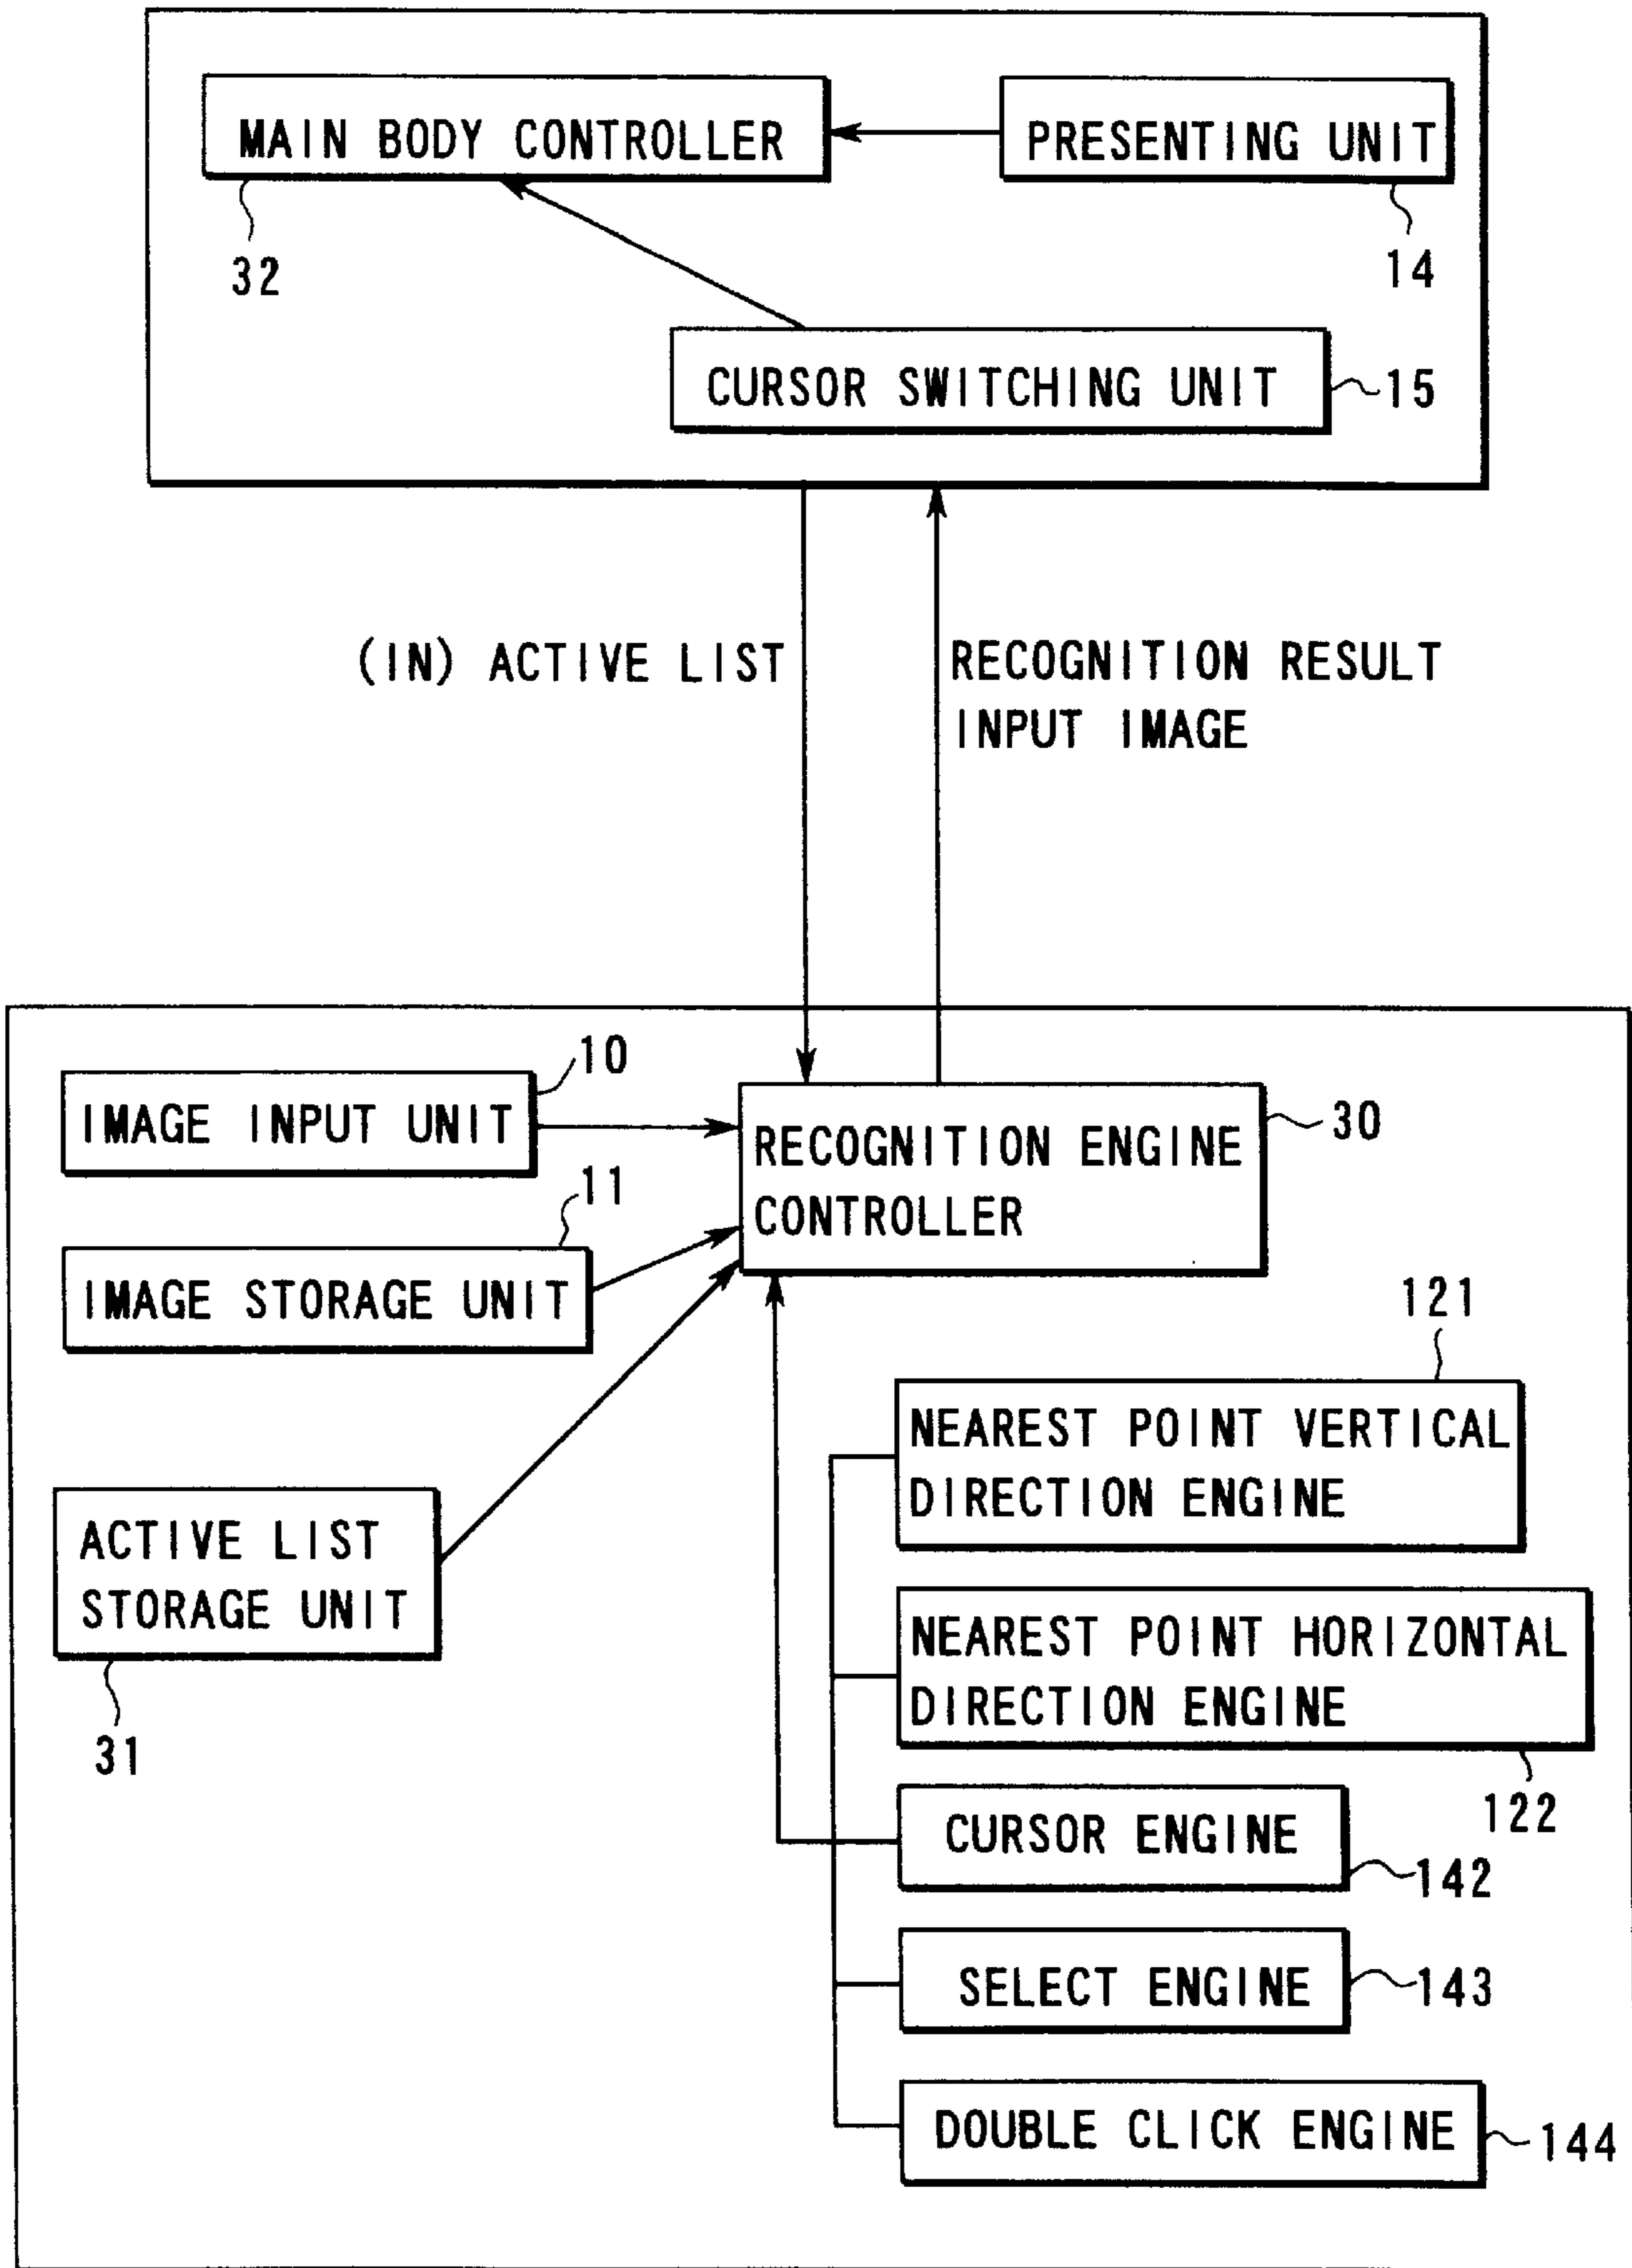 MAIN BODY CONTROLLER
PRESENTING UNIT
32
14
CURSOR SWITCHING UNIT
15
(IN) ACTIVE LIST
RECOGNITION RESULT
INPUT IMAGE
10
IMAGE INPUT UNIT
RECOGNITION ENGINE
CONTROLLER
30
11
IMAGE STORAGE UNIT
121
NEAREST POINT VERTICAL
DIRECTION ENGINE
ACTIVE LIST
STORAGE UNIT
31
NEAREST POINT HORIZONTAL
DIRECTION ENGINE
122
CURSOR ENGINE
142
SELECT ENGINE
143
DOUBLE CLICK ENGINE
144